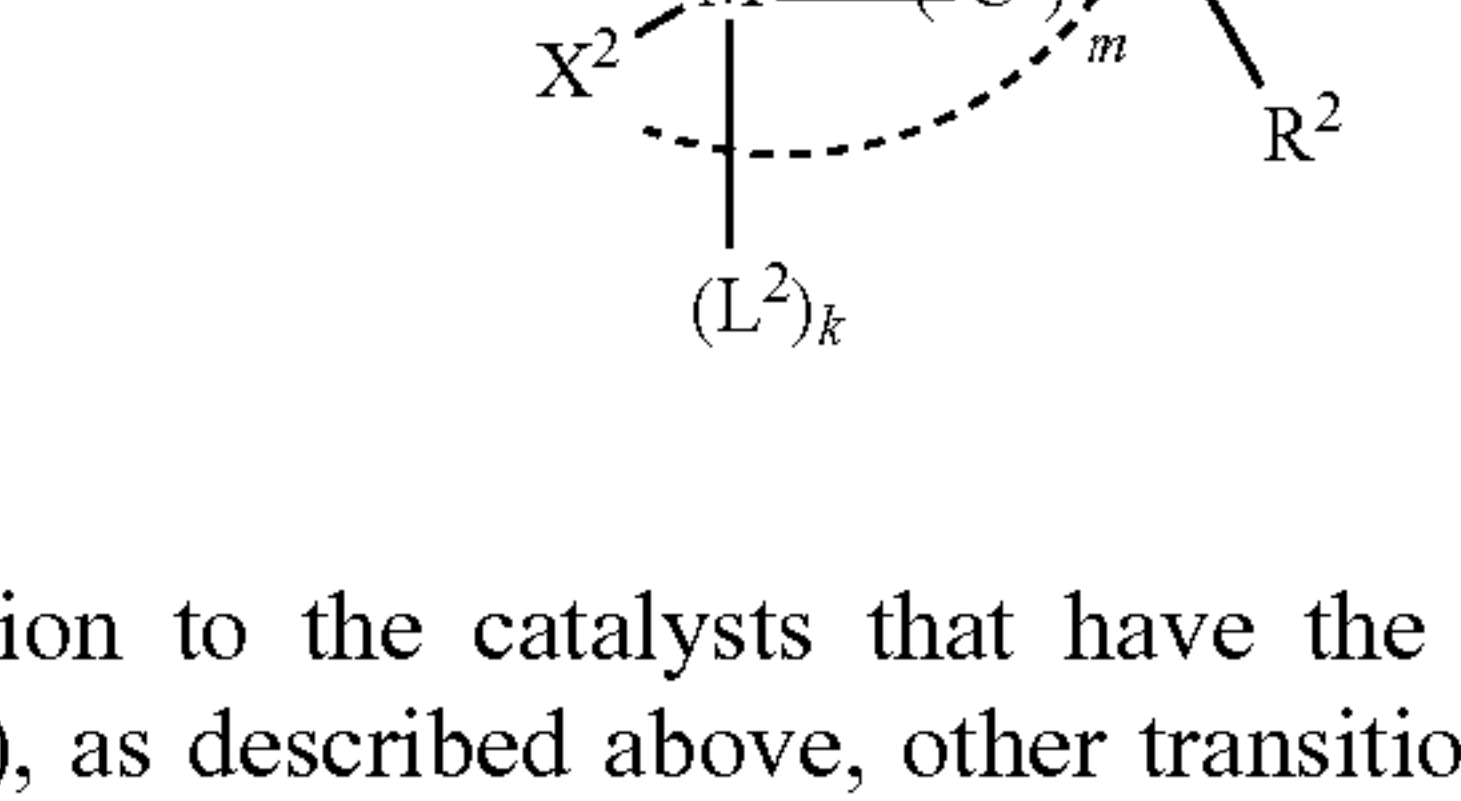 X²
m
R²
(L²)k
ion to the catalysts that have the
), as described above, other transitio